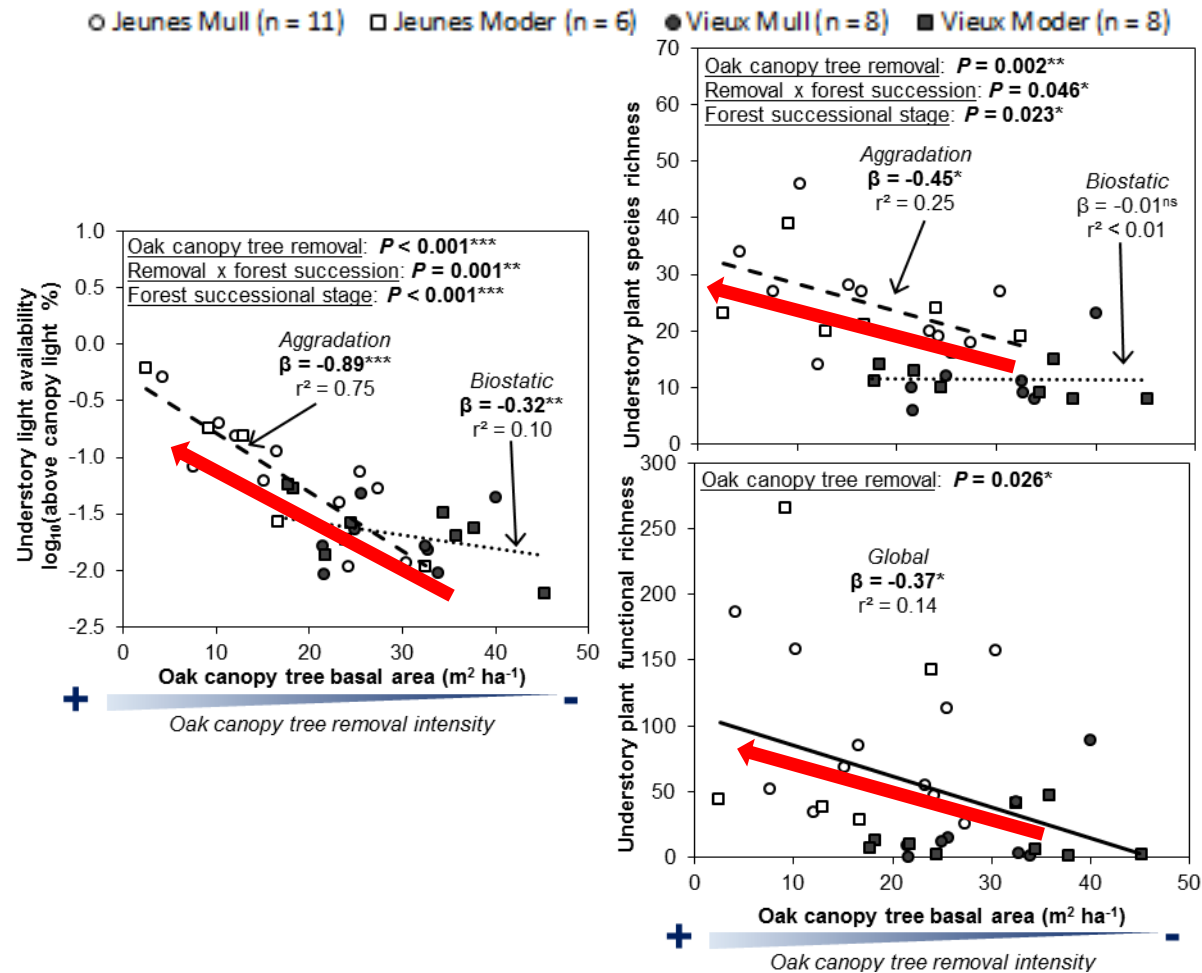 Jeunes Mull (n = 11) Jeunes Moder (n = 6) Vieux Mull (n = 8) Vieux Moder (n = 8)
Understory light availability
log₁₀(above canopy light %)
1.0
0.5
0.0
-0.5
-1.0
-1.5
-2.0
-2.5
Oak canopy tree removal: P < 0.001***
Removal x forest succession: P = 0.001**
Forest successional stage: P < 0.001***
Aggradation
β = -0.89***
r² = 0.75
Biostatic
β = -0.32**
r² = 0.10
0 10 20 30 40 50
Oak canopy tree basal area (m² ha⁻¹)
+ -
Oak canopy tree removal intensity
Understory plant species richness
70
60
50
40
30
20
10
0
Oak canopy tree removal: P = 0.002**
Removal x forest succession: P = 0.046*
Forest successional stage: P = 0.023*
Aggradation
β = -0.45*
r² = 0.25
Biostatic
β = -0.01ⁿˢ
r² < 0.01
Understory plant functional richness
300
250
200
150
100
50
0
Oak canopy tree removal: P = 0.026*
Global
β = -0.37*
r² = 0.14
0 10 20 30 40 50
Oak canopy tree basal area (m² ha⁻¹)
+ -
Oak canopy tree removal intensity